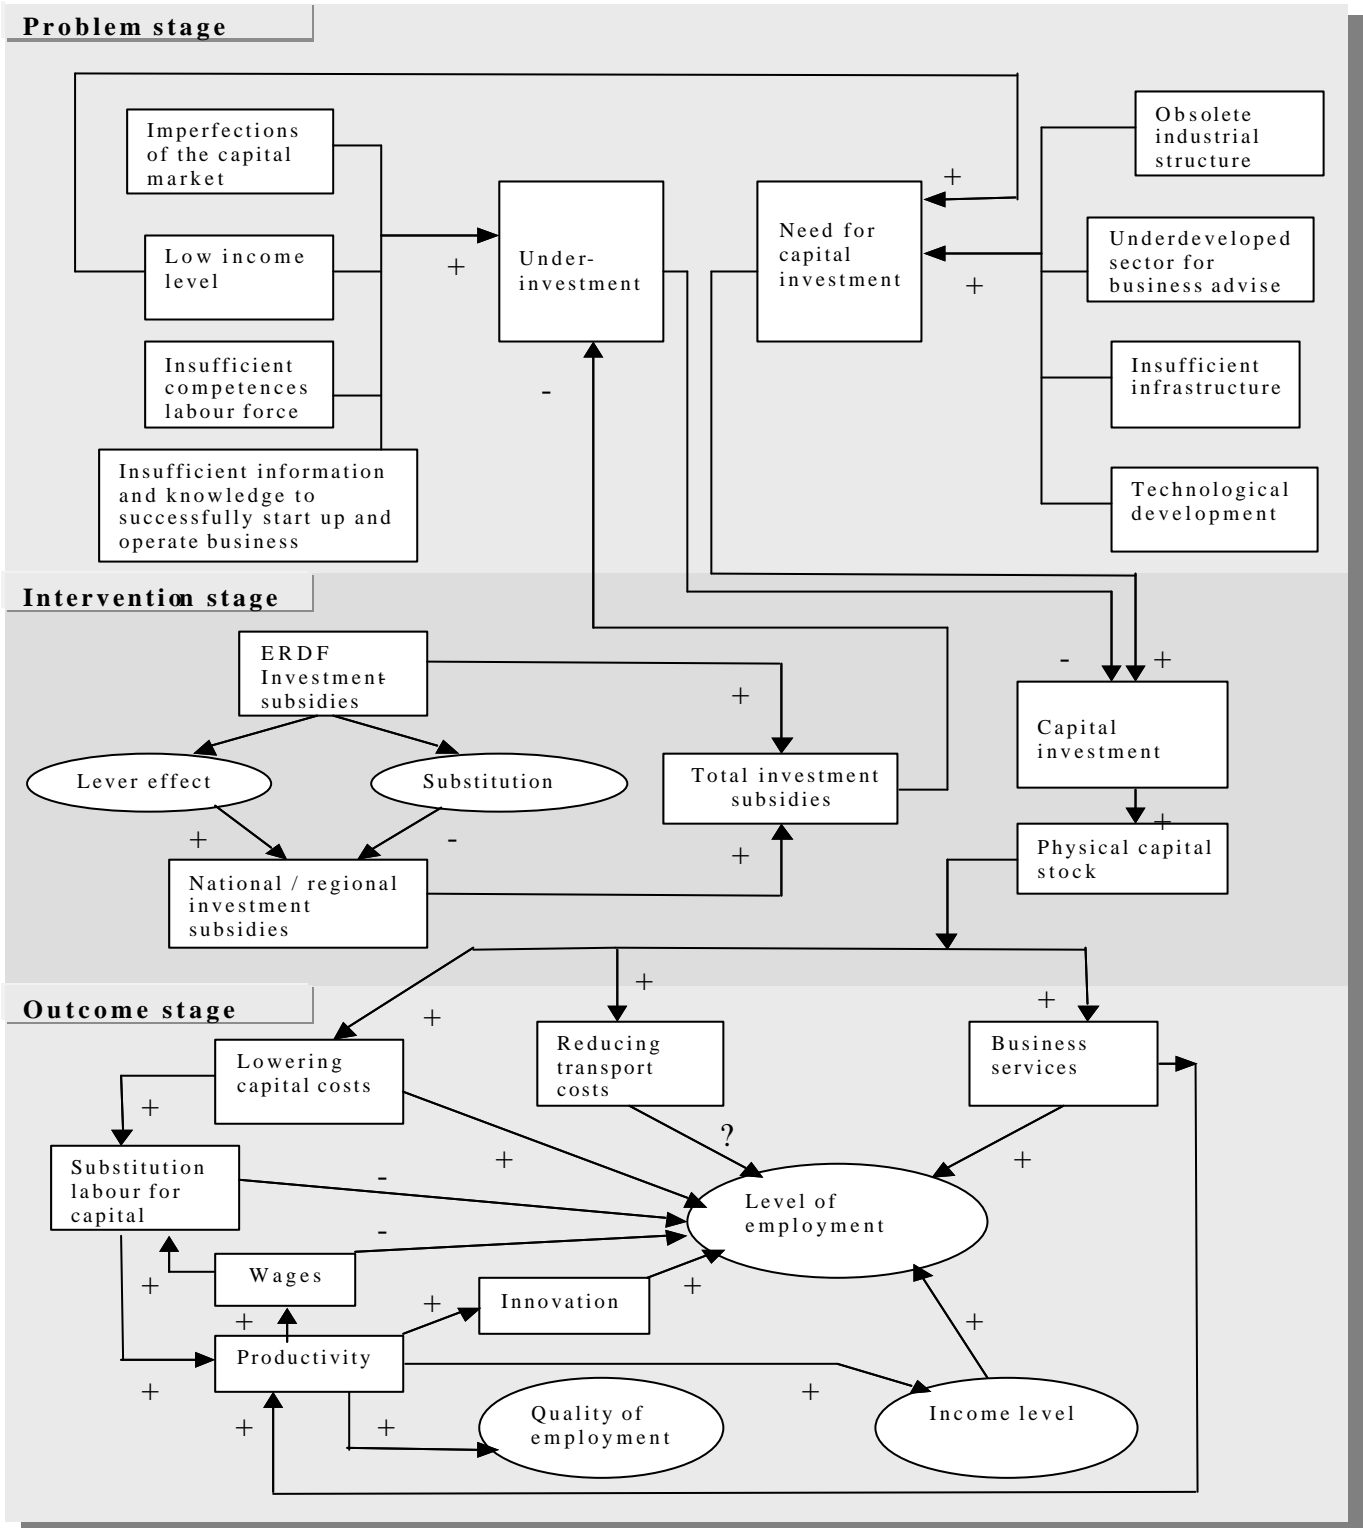 Problem stage
Imperfections
of the capital
market
Low income
level
Insufficient
competences
labour force
Insufficient information
and knowledge to
successfully start up and
operate business
+
Under-
investment
-
Need for
capital
investment
+
+
Obsolete
industrial
structure
Underdeveloped
sector for
business advise
Insufficient
infrastructure
Technological
development
Intervention stage
ERDF
Investment-
subsidies
Lever effect
Substitution
+
-
National / regional
investment
subsidies
+
+
Total investment
subsidies
-
+
Capital
investment
+
Physical capital
stock
Outcome stage
+
+
+
Lowering
capital costs
Reducing
transport
costs
Business
services
+
+
?
+
Substitution
labour for
capital
-
-
Level of
employment
+
Wages
+
+
Innovation
+
+
Productivity
+
+
+
+
Quality of
employment
Income level